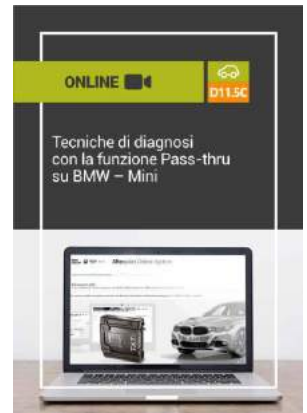 ONLINE
D11.5C
Tecniche di diagnosi
con la funzione Pass-thru
su BMW – Mini